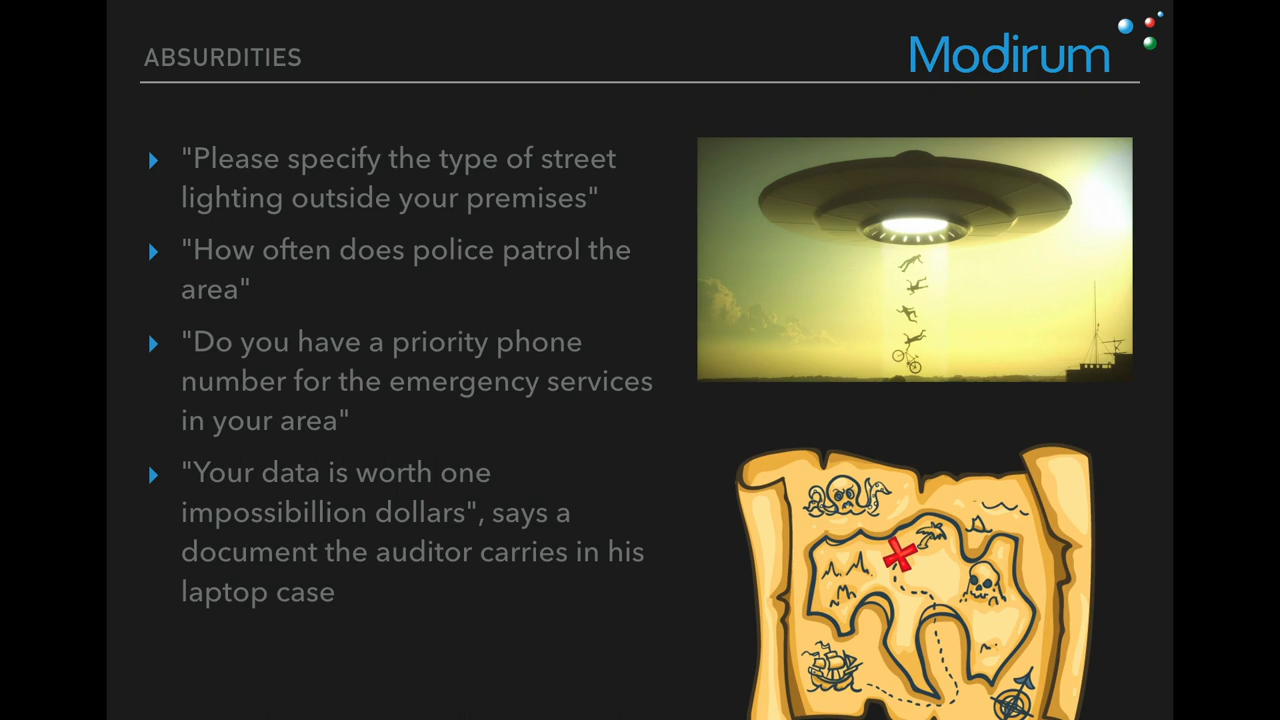 ABSURDITIES
Modirum
"Please specify the type of street
lighting outside your premises"
"How often does police patrol the
area"
"Do you have a priority phone
number for the emergency services
in your area"
"Your data is worth one
impossibillion dollars", says a
document the auditor carries in his
laptop case